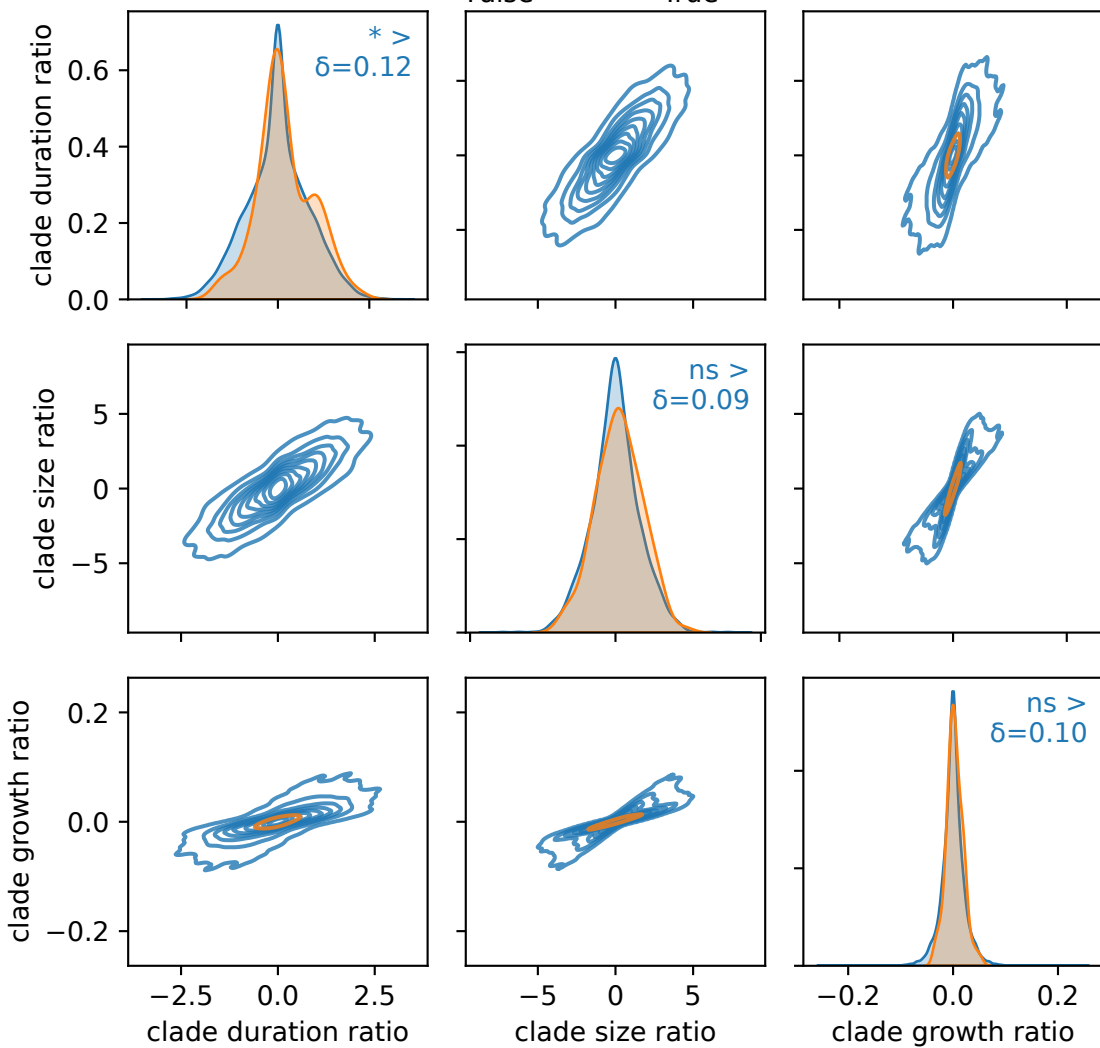 True
clade duration ratio
0.6
0.4
0.2
0.0
* >
δ=0.12
clade size ratio
5
0
−5
ns >
δ=0.09
clade growth ratio
0.2
0.0
−0.2
ns >
δ=0.10
−2.5 0.0 2.5
−5 0 5
−0.2 0.0 0.2
clade duration ratio
clade size ratio
clade growth ratio